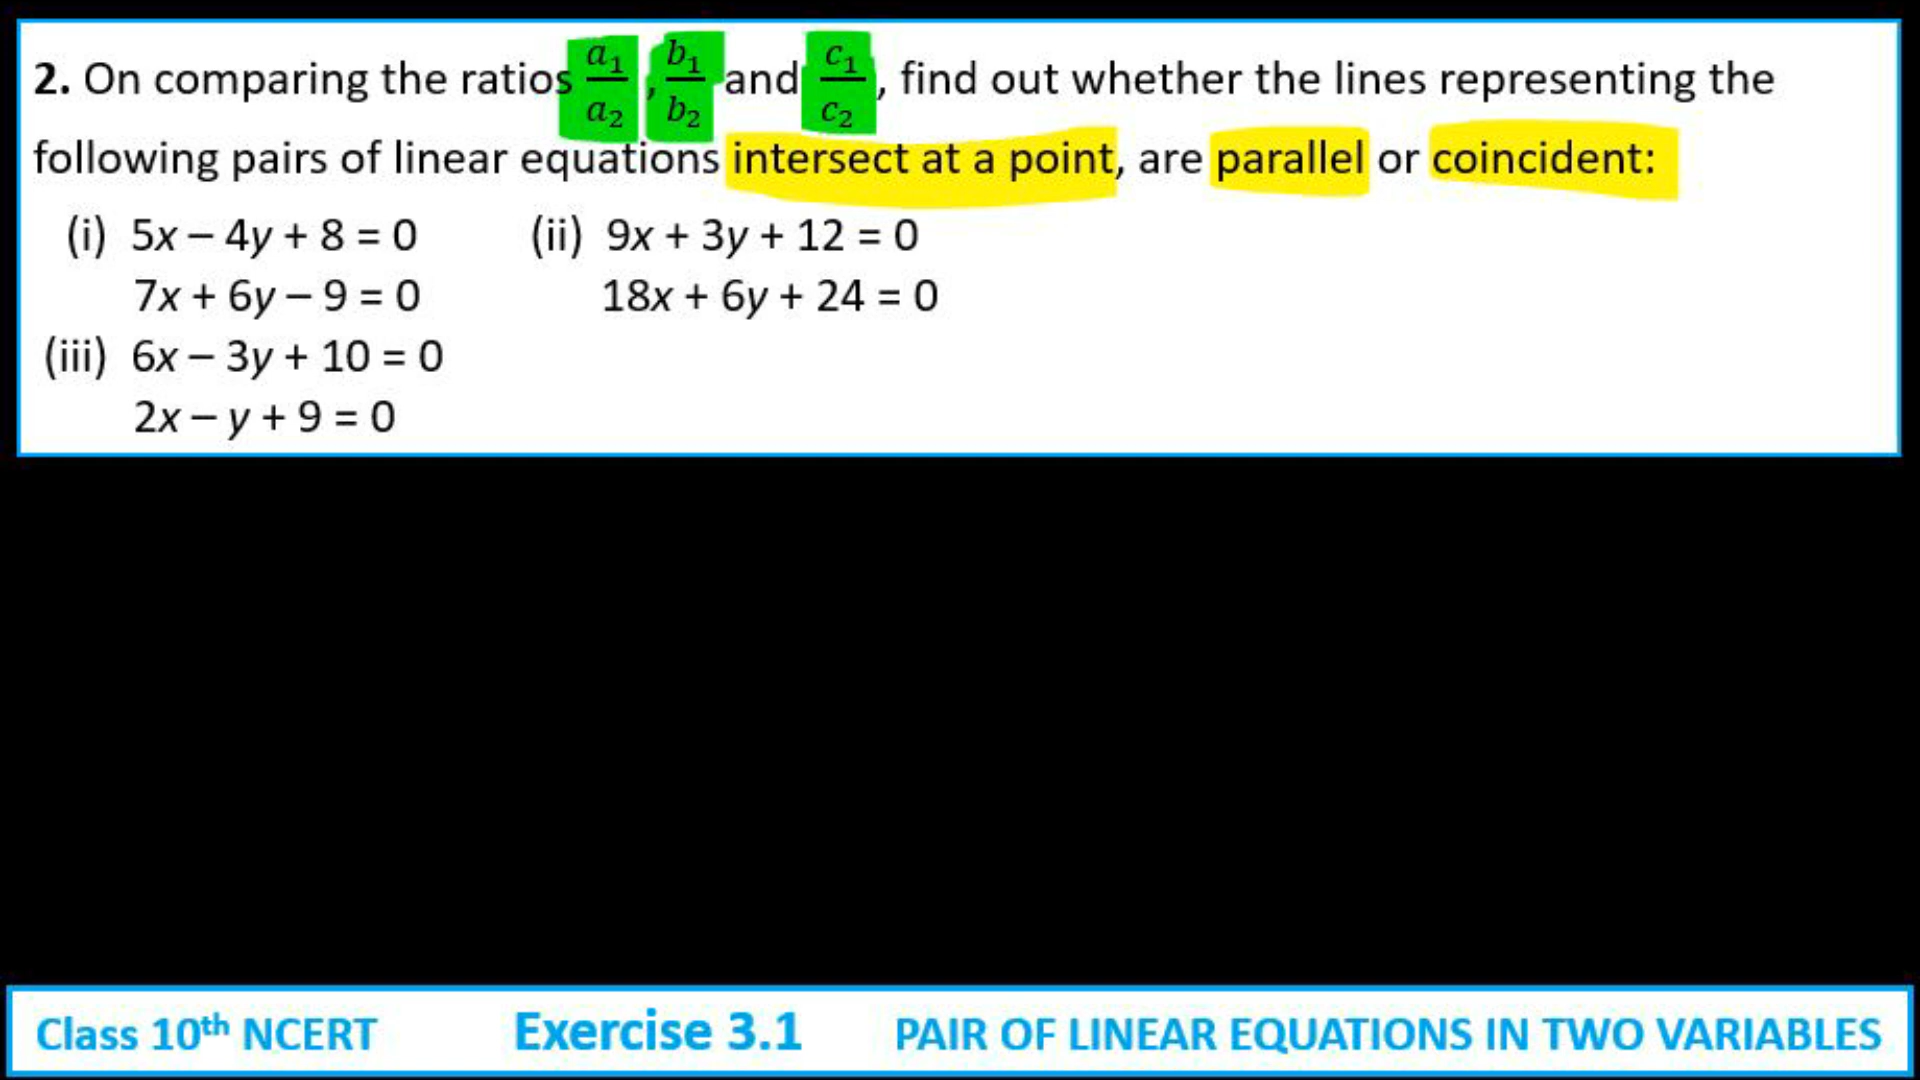 2. On comparing the ratios a₁/a₂, b₁/b₂ and c₁/c₂, find out whether the lines representing the
following pairs of linear equations intersect at a point, are parallel or coincident:
(i) 5x – 4y + 8 = 0 (ii) 9x + 3y + 12 = 0
7x + 6y – 9 = 0 18x + 6y + 24 = 0
(iii) 6x – 3y + 10 = 0
2x – y + 9 = 0
Class 10th NCERT Exercise 3.1 PAIR OF LINEAR EQUATIONS IN TWO VARIABLES